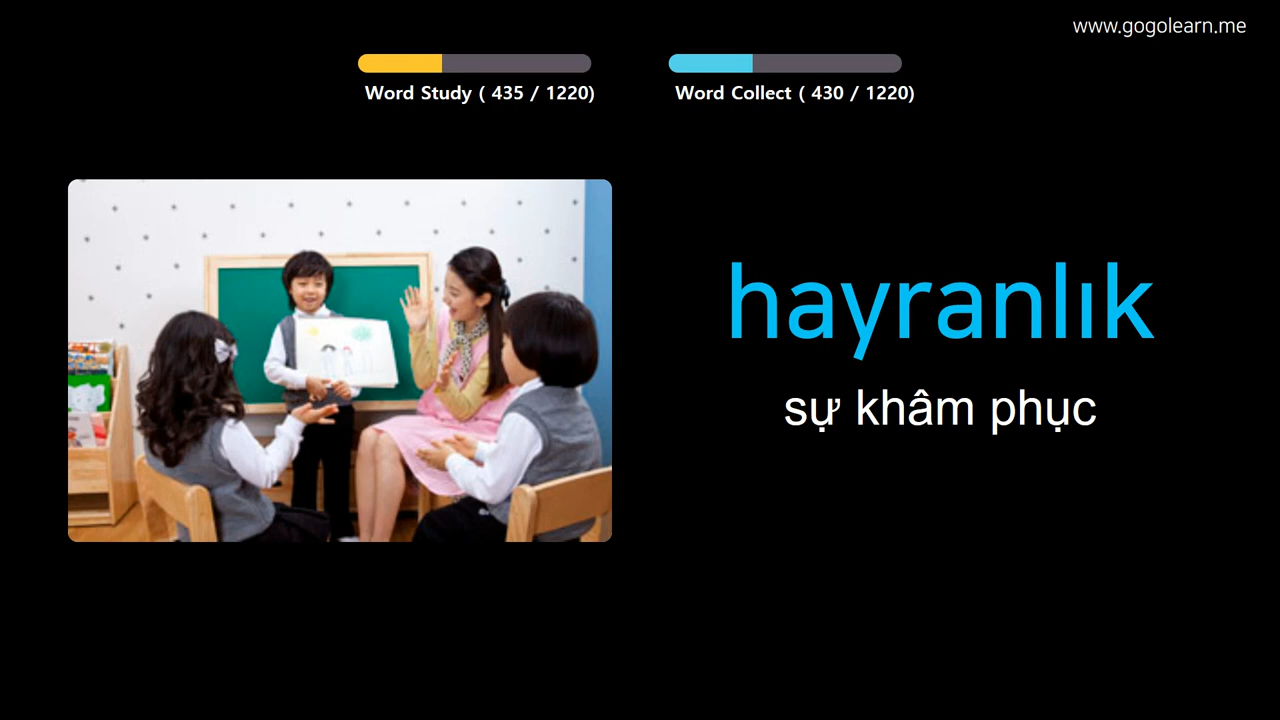 www.gogolearn.me
Word Study ( 435 / 1220)
Word Collect ( 430 / 1220)
hayranlık
sự khâm phục